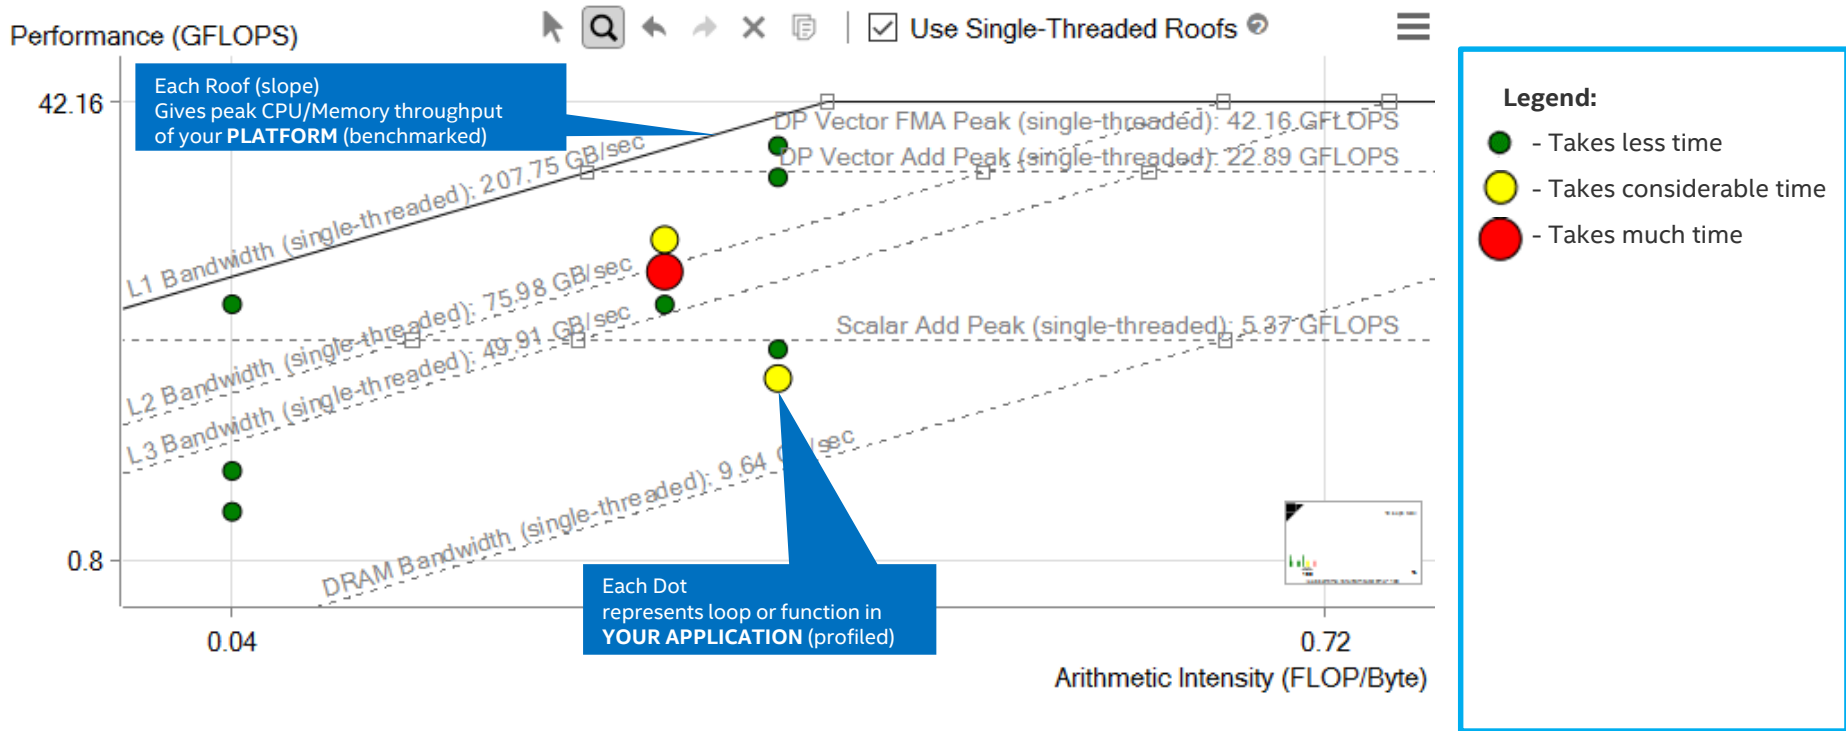 Performance (GFLOPS)
Use Single-Threaded Roofs
42.16
Each Roof (slope)
Gives peak CPU/Memory throughput
of your PLATFORM (benchmarked)
DP Vector FMA Peak (single-threaded): 42.16 GFLOPS
DP Vector Add Peak (single-threaded): 22.89 GFLOPS
L1 Bandwidth (single-threaded): 207.75 GB/sec
L2 Bandwidth (single-threaded): 75.98 GB/sec
L3 Bandwidth (single-threaded): 49.91 GB/sec
Scalar Add Peak (single-threaded): 5.37 GFLOPS
DRAM Bandwidth (single-threaded): 9.64 /sec
0.8
Each Dot
represents loop or function in
YOUR APPLICATION (profiled)
0.04
0.72
Arithmetic Intensity (FLOP/Byte)
Legend:
- Takes less time
- Takes considerable time
- Takes much time